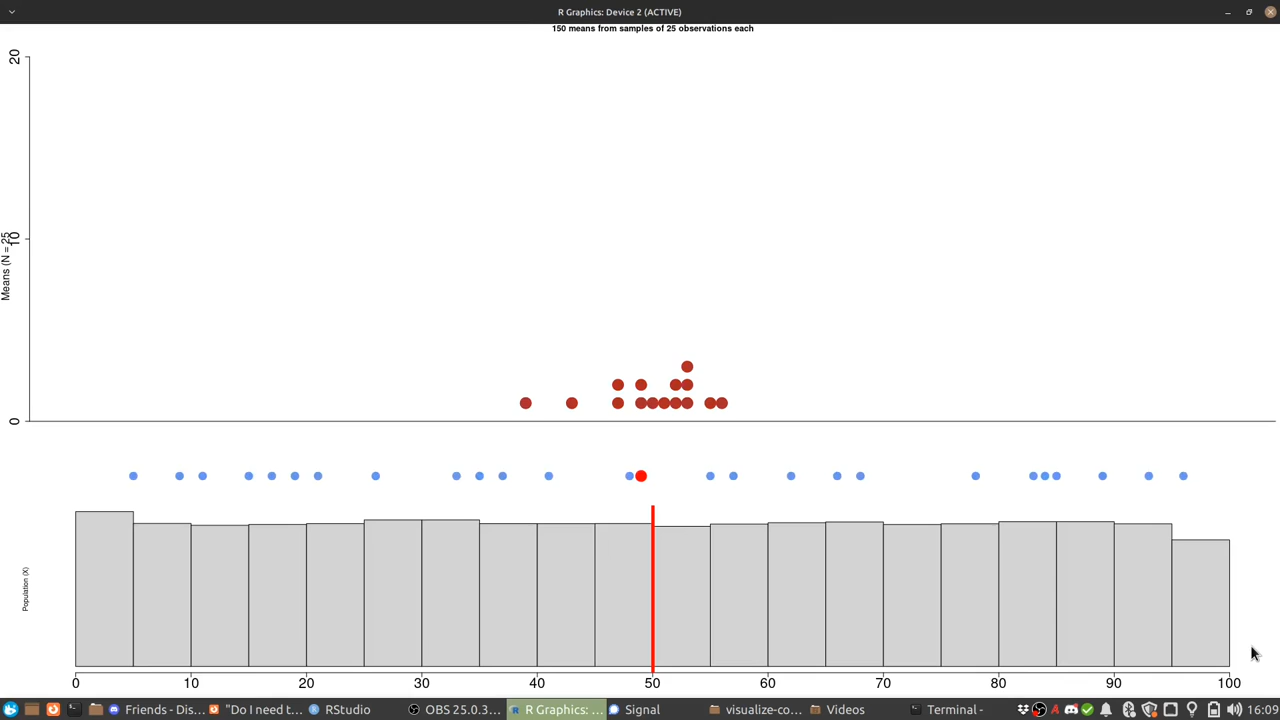 R Graphics: Device 2 (ACTIVE)
150 means from samples of 25 observations each
20
10
0
Means (N = 25
Population (X)
0 10 20 30 40 50 60 70 80 90 100
Friends - Dis... "Do I need t... RStudio OBS 25.0.3... R Graphics: ... Signal visualize-co... Videos Terminal - 16:09